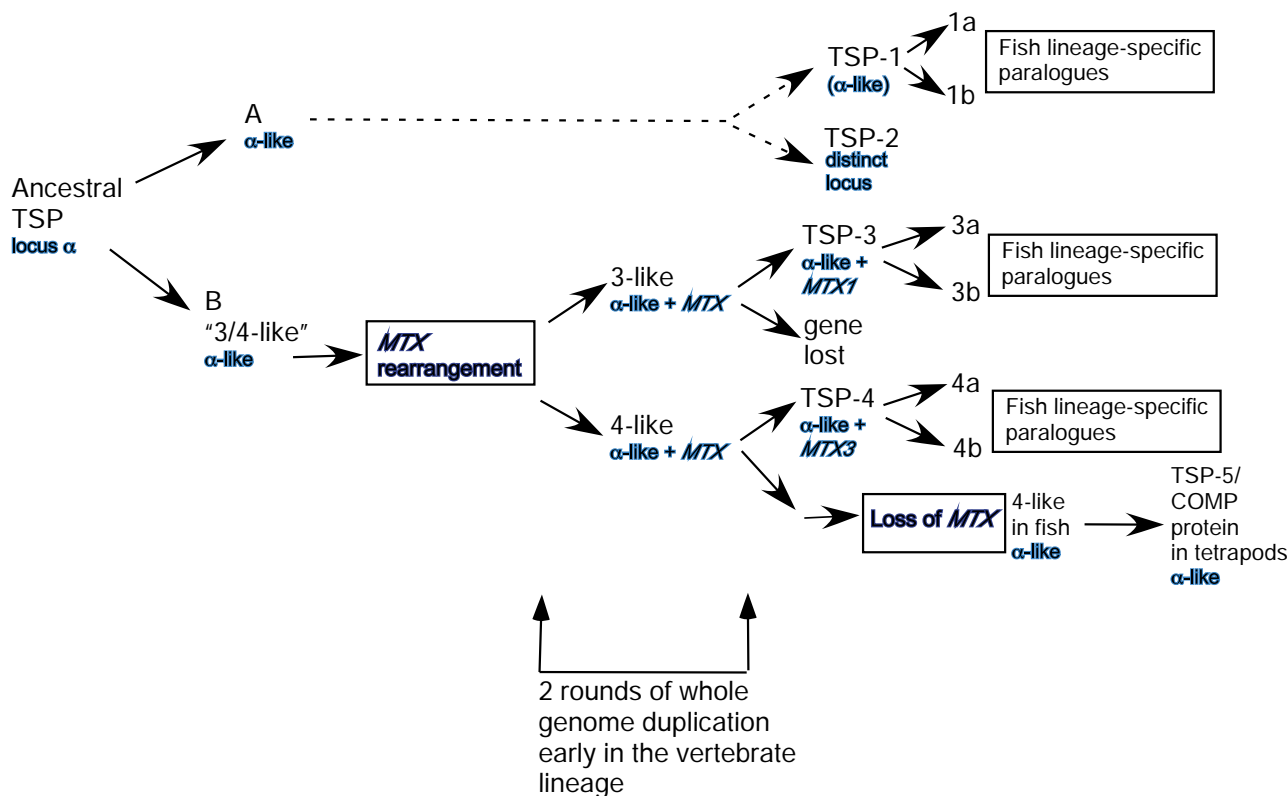 Ancestral
TSP
locus α
A
α-like
B
“3/4-like”
α-like
MTX
rearrangement
3-like
α-like + MTX
4-like
α-like + MTX
TSP-1
(α-like)
TSP-2
distinct
locus
1a
1b
Fish lineage-specific
paralogues
TSP-3
α-like +
MTX1
gene
lost
3a
3b
Fish lineage-specific
paralogues
TSP-4
α-like +
MTX3
4a
4b
Fish lineage-specific
paralogues
Loss of MTX
4-like
in fish
α-like
TSP-5/
COMP
protein
in tetrapods
α-like
2 rounds of whole
genome duplication
early in the vertebrate
lineage